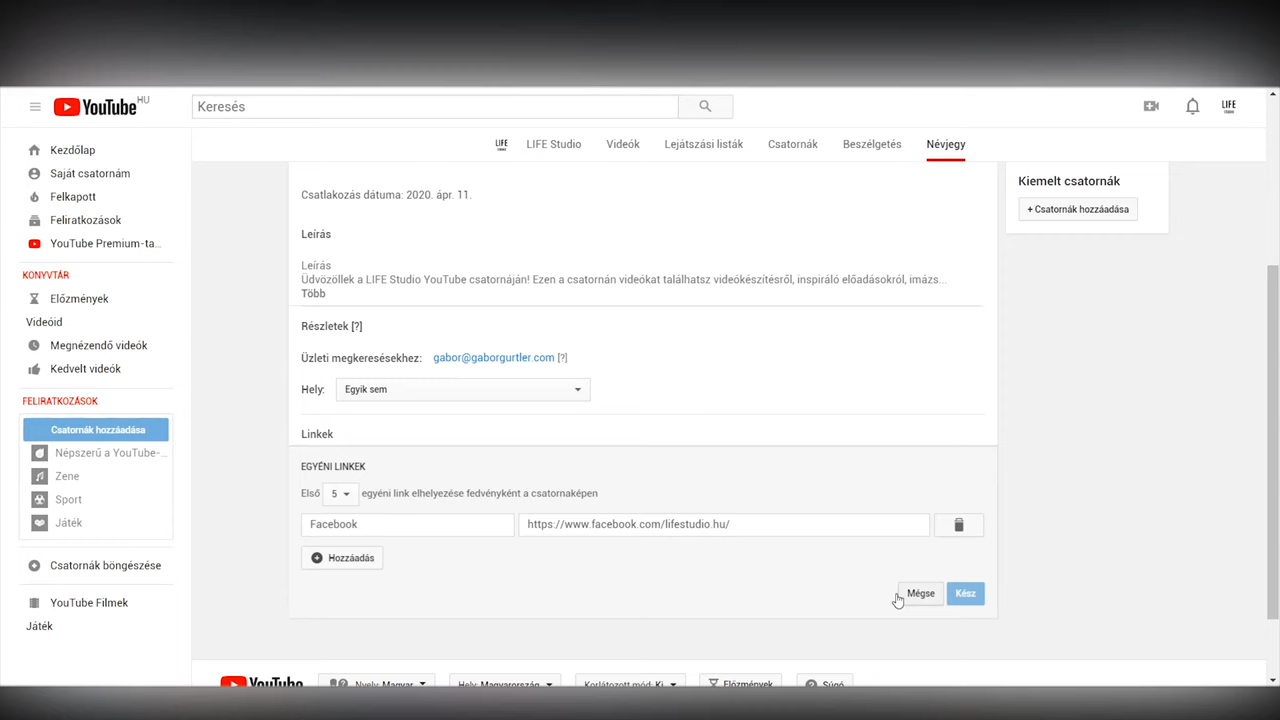 YouTube HU
Keresés
LIFE
STUDIO
Kezdőlap
Saját csatornám
Felkapott
Feliratkozások
YouTube Premium-ta...
KONYVTÁR
Előzmények
Videóid
Megnézendő videók
Kedvelt videók
FELIRATKOZÁSOK
Csatornák hozzáadása
Népszerű a YouTube-...
Zene
Sport
Játék
Csatornák böngészése
YouTube Filmek
Játék
LIFE
STUDIO
LIFE Studio Videók Lejátszási listák Csatornák Beszélgetés Névjegy
Csatlakozás dátuma: 2020. ápr. 11.
Leírás
Leírás
Üdvözöllek a LIFE Studio YouTube csatornáján! Ezen a csatornán videókat találhatsz videókészítésről, inspiráló előadásokról, imázs...
Több
Részletek [?]
Üzleti megkeresésekhez: gabor@gaborgurtler.com [?]
Hely: Egyik sem
Linkek
EGYÉNI LINKEK
Első 5 egyéni link elhelyezése fedvényként a csatornaképen
Facebook https://www.facebook.com/lifestudio.hu/
Hozzáadás
Mégse Kész
Kiemelt csatornák
+ Csatornák hozzáadása
YouTube Nyelv: Magyar Hely: Magyarország Korlátozott mód: Ki Előzmények Súgó